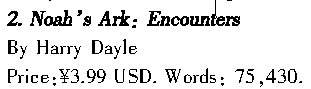 2. Noah's Ark: Encounters
By Harry Dayle
Price:¥3.99 USD. Words: 75,430.